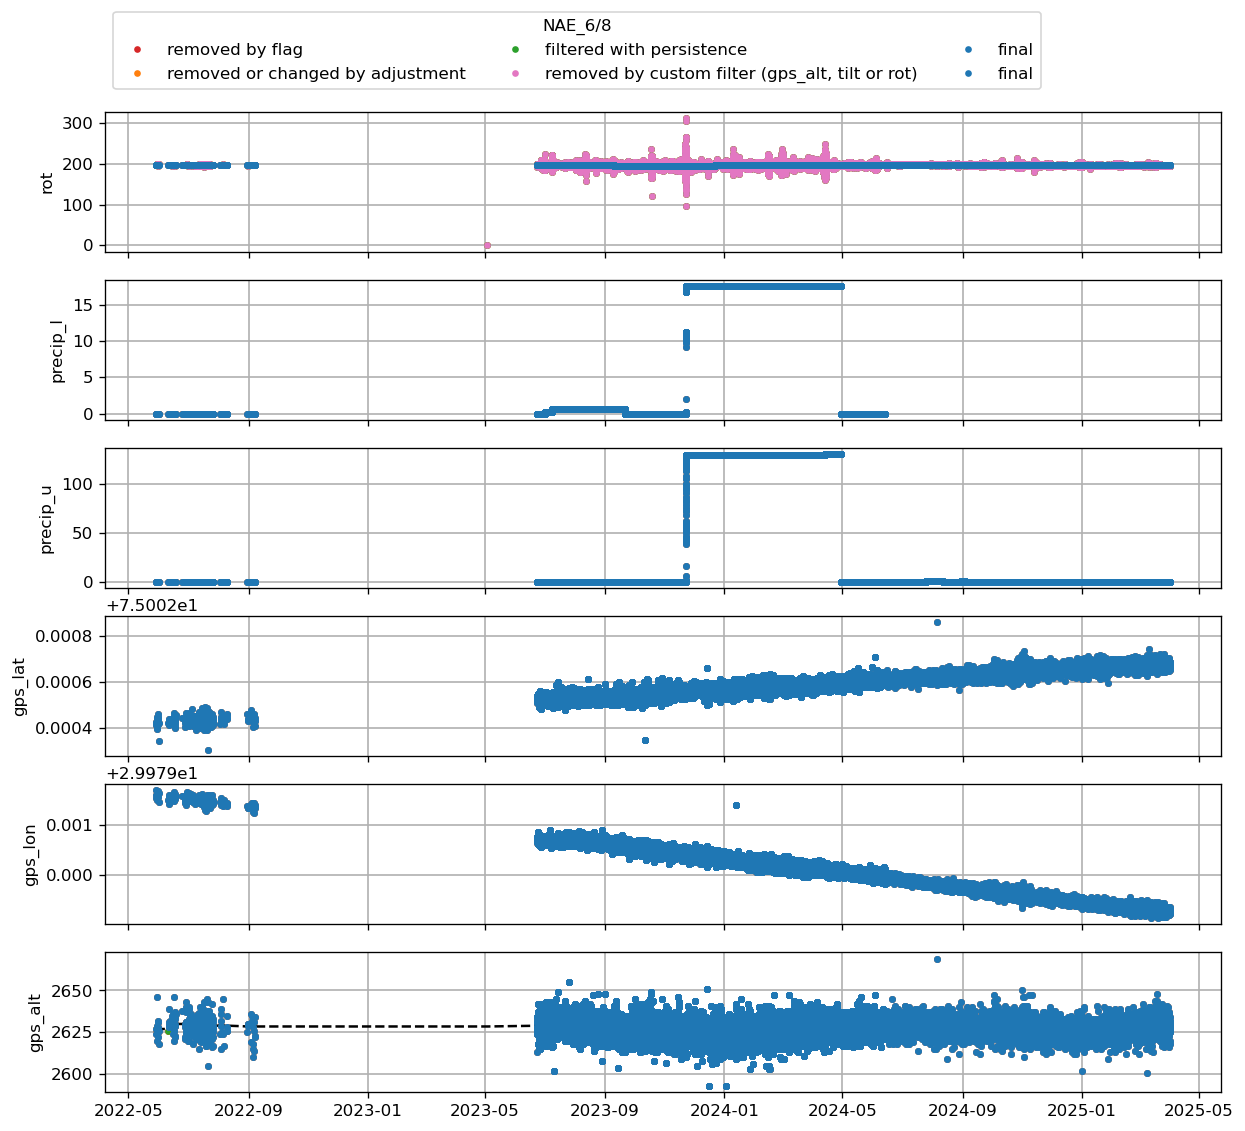 NAE_6/8
removed by flag
filtered with persistence
final
removed or changed by adjustment
removed by custom filter (gps_alt, tilt or rot)
final
300
200
100
0
rot
15
10
5
0
precip_l
100
50
0
precip_u
+7.5002e1
0.0008
0.0006
0.0004
gps_lat
+2.9979e1
0.001
0.000
gps_lon
2650
2625
2600
gps_alt
2022-05 2022-09 2023-01 2023-05 2023-09 2024-01 2024-05 2024-09 2025-01 2025-05